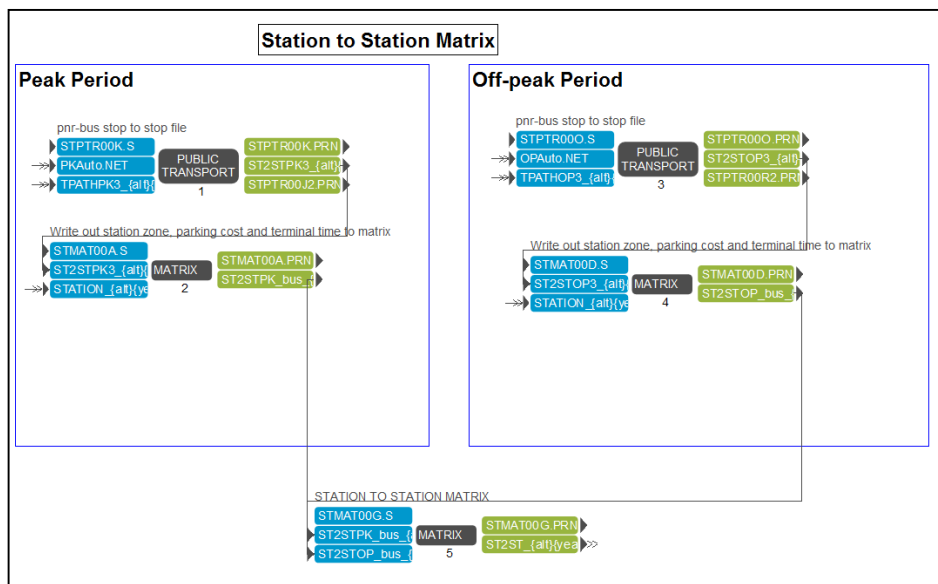 Station to Station Matrix
Peak Period
pnr-bus stop to stop file
STPTR00K.S
PKAuto.NET
TPATHPK3_{alt}{
PUBLIC
TRANSPORT
1
STPTR00K.PRN
ST2STPK3_{alt}
STPTR00J2.PRN
Write out station zone, parking cost and terminal time to matrix
STMAT00A.S
ST2STPK3_{alt}{
STATION_{alt}{yea
MATRIX
2
STMAT00A.PRN
ST2STPK_bus_{
Off-peak Period
pnr-bus stop to stop file
STPTR00O.S
OPAuto.NET
TPATHOP3_{alt}{
PUBLIC
TRANSPORT
3
STPTR00O.PRN
ST2STOP3_{alt}
STPTR00R2.PRN
Write out station zone, parking cost and terminal time to matrix
STMAT00D.S
ST2STOP3_{alt}{
STATION_{alt}{yea
MATRIX
4
STMAT00D.PRN
ST2STOP_bus_{
STATION TO STATION MATRIX
STMAT00G.S
ST2STPK_bus_{a
ST2STOP_bus_{
MATRIX
5
STMAT00G.PRN
ST2ST_{alt}{yea